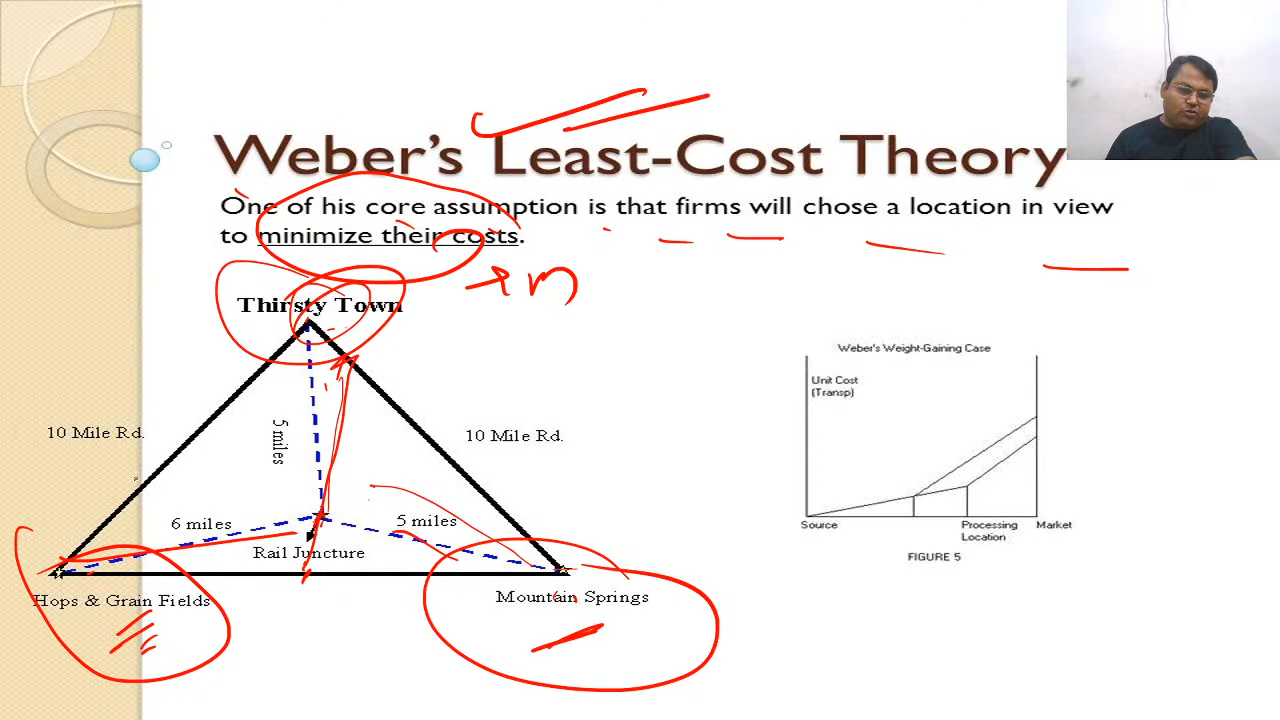 Weber's Least-Cost Theory
One of his core assumption is that firms will chose a location in view
to minimize their costs.
Thirsty Town
10 Mile Rd.
5 miles
10 Mile Rd.
6 miles
5 miles
Rail Juncture
Hops & Grain Fields
Mountain Springs
Weber's Weight-Gaining Case
Unit Cost
(Transp)
Source
Processing
Location
Market
FIGURE 5